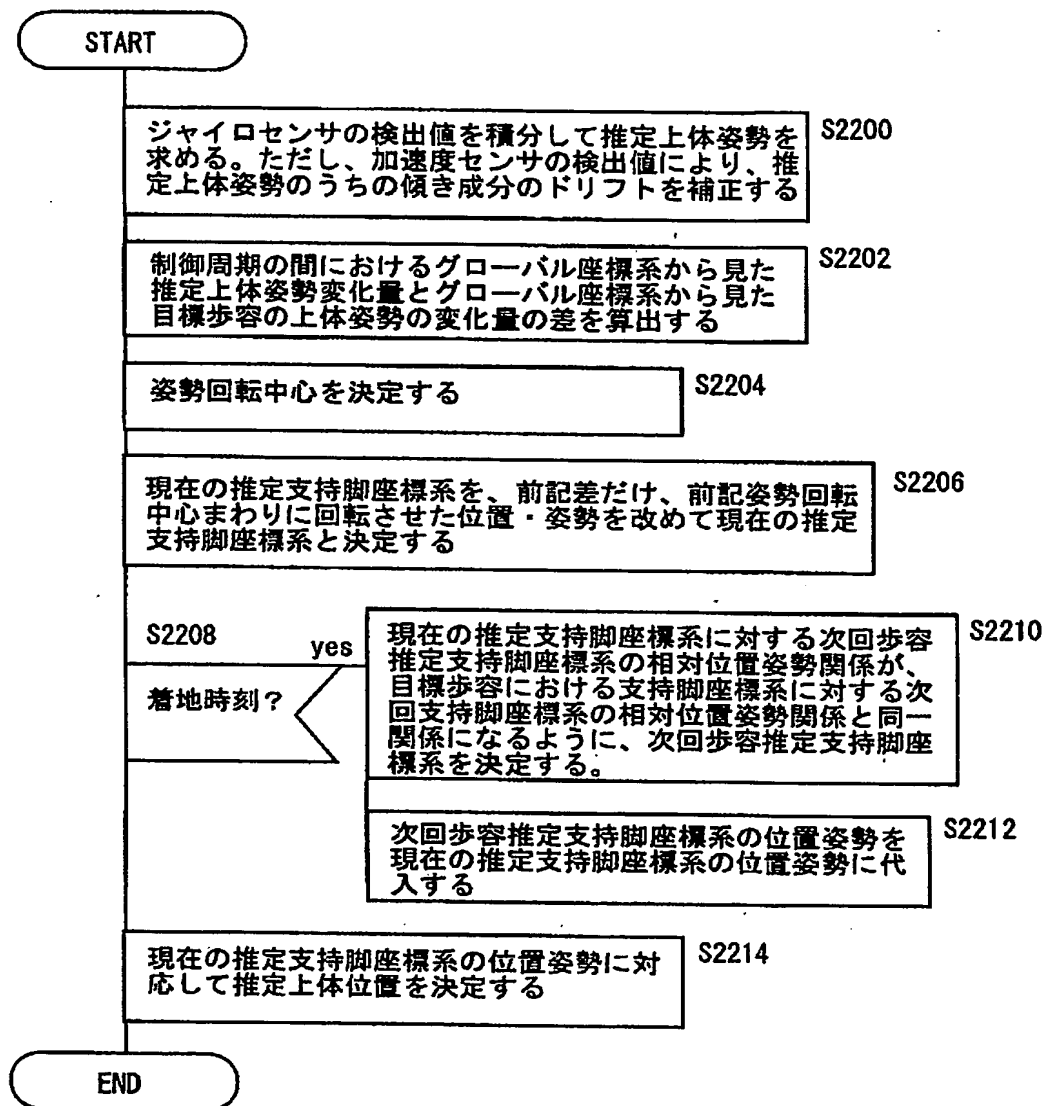 START
ジャイロセンサの検出値を積分して推定上体姿勢を
求める。ただし、加速度センサの検出値により、推
定上体姿勢のうちの傾き成分のドリフトを補正する
S2200
制御周期の間におけるグローバル座標系から見た
推定上体姿勢変化量とグローバル座標系から見た
目標歩容の上体姿勢の変化量の差を算出する
S2202
姿勢回転中心を決定する
S2204
現在の推定支持脚座標系を、前記差だけ、前記姿勢回転
中心まわりに回転させた位置・姿勢を改めて現在の推定
支持脚座標系と決定する
S2206
S2208
yes
着地時刻？
現在の推定支持脚座標系に対する次回歩容
推定支持脚座標系の相対位置姿勢関係が、
目標歩容における支持脚座標系に対する次
回支持脚座標系の相対位置姿勢関係と同一
関係になるように、次回歩容推定支持脚座
標系を決定する。
S2210
次回歩容推定支持脚座標系の位置姿勢を
現在の推定支持脚座標系の位置姿勢に代
入する
S2212
現在の推定支持脚座標系の位置姿勢に対
応して推定上体位置を決定する
S2214
END